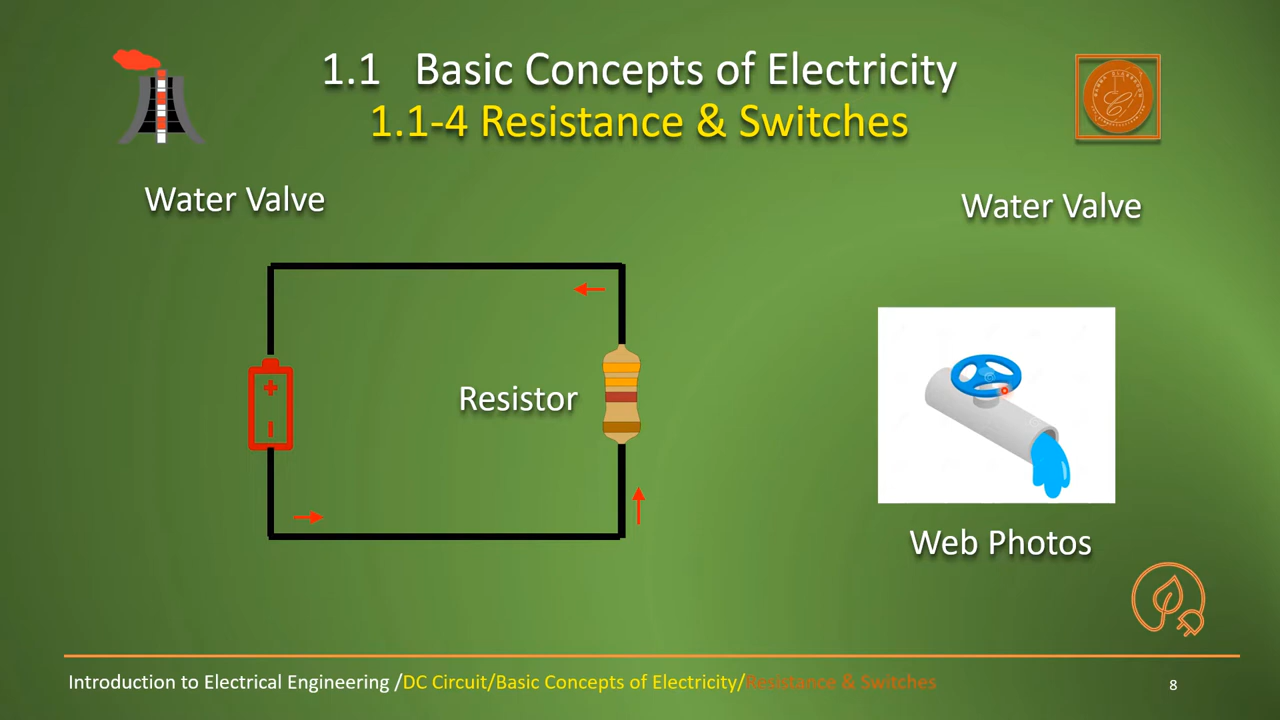 1.1 Basic Concepts of Electricity
1.1-4 Resistance & Switches
Water Valve
Water Valve
Resistor
Web Photos
Introduction to Electrical Engineering /DC Circuit/Basic Concepts of Electricity/Resistance & Switches
8